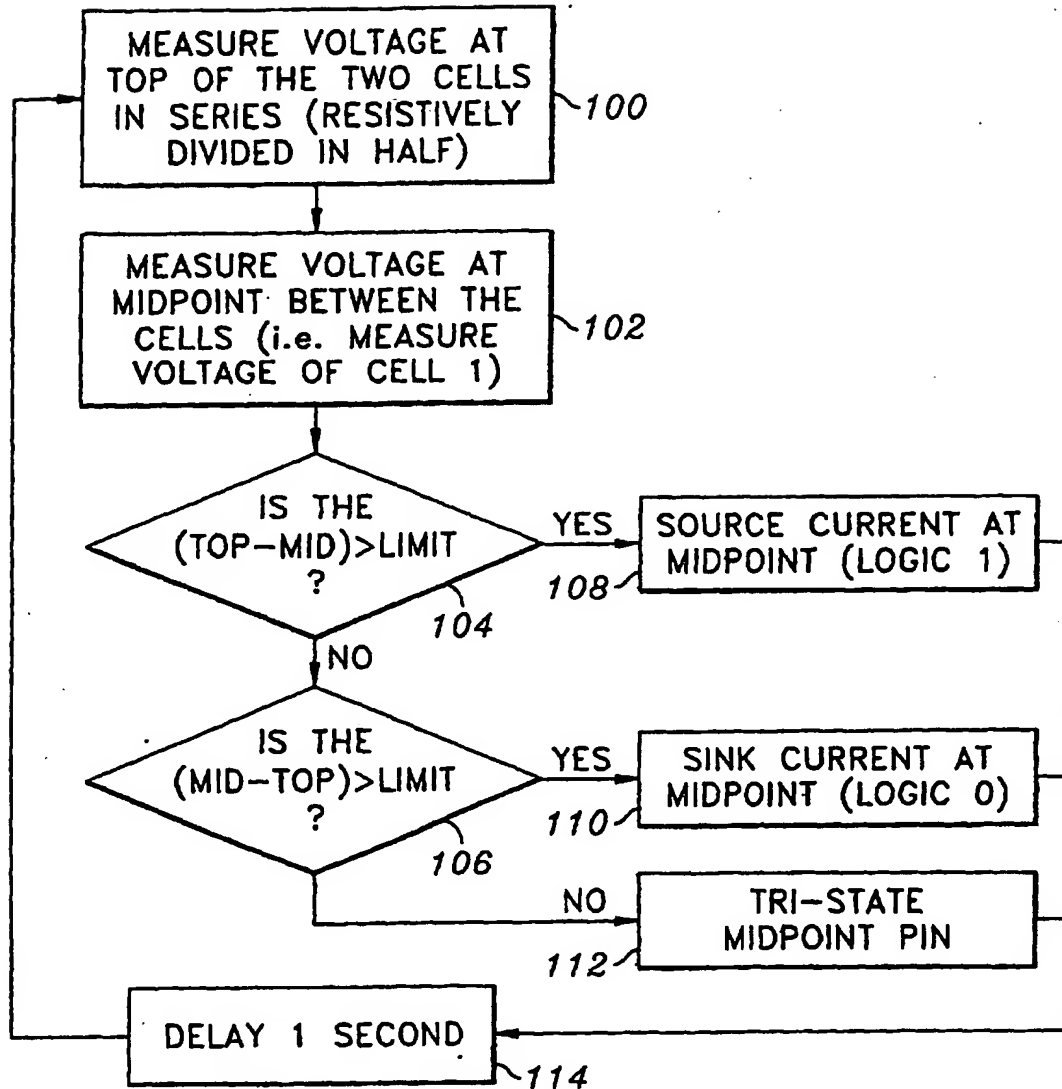 MEASURE VOLTAGE AT
TOP OF THE TWO CELLS
IN SERIES (RESISTIVELY
DIVIDED IN HALF)
100
MEASURE VOLTAGE AT
MIDPOINT BETWEEN THE
CELLS (i.e. MEASURE
VOLTAGE OF CELL 1)
102
IS THE
(TOP-MID)>LIMIT
?
104
YES
SOURCE CURRENT AT
MIDPOINT (LOGIC 1)
108
NO
IS THE
(MID-TOP)>LIMIT
?
106
YES
SINK CURRENT AT
MIDPOINT (LOGIC 0)
110
NO
TRI-STATE
MIDPOINT PIN
112
DELAY 1 SECOND
114